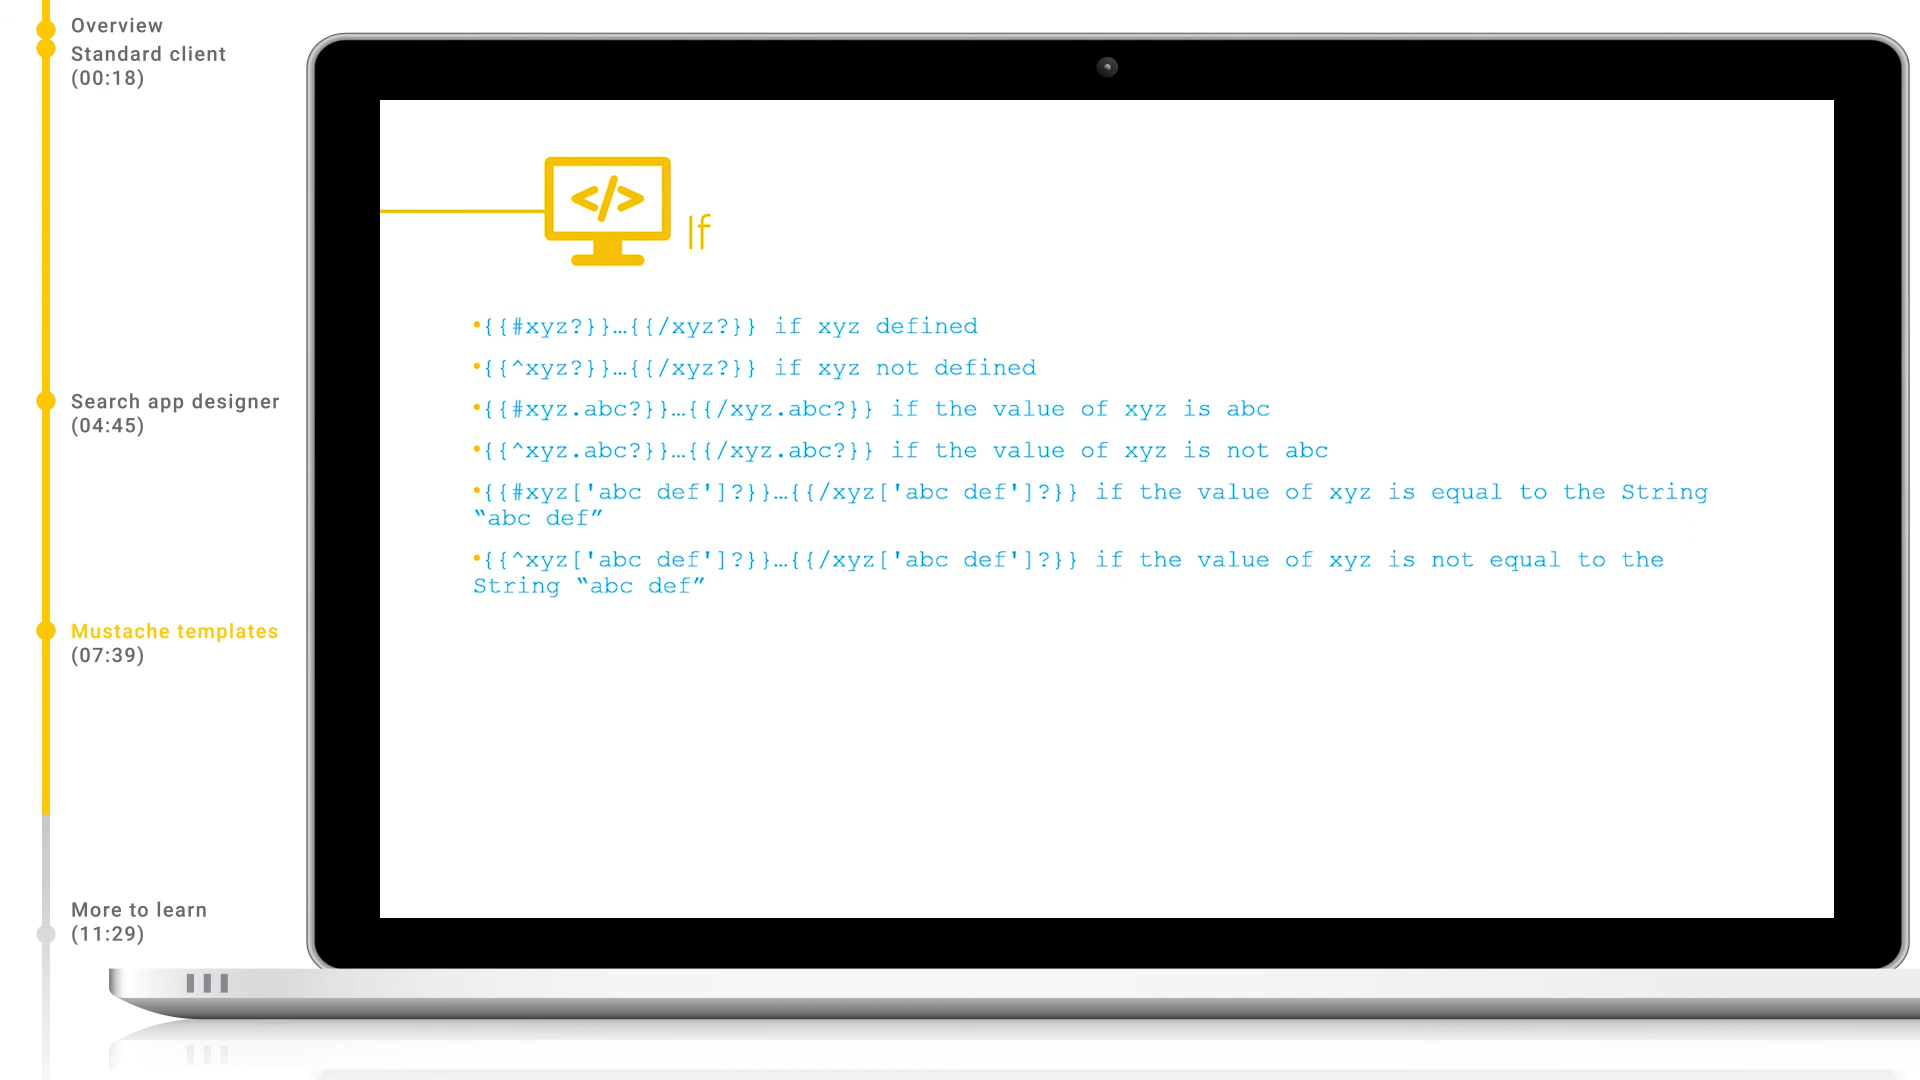 Overview
Standard client
(00:18)
Search app designer
(04:45)
Mustache templates
(07:39)
More to learn
(11:29)
</>
If
•{{#xyz?}}…{{/xyz?}} if xyz defined
•{{^xyz?}}…{{/xyz?}} if xyz not defined
•{{#xyz.abc?}}…{{/xyz.abc?}} if the value of xyz is abc
•{{^xyz.abc?}}…{{/xyz.abc?}} if the value of xyz is not abc
•{{#xyz['abc def']?}}…{{/xyz['abc def']?}} if the value of xyz is equal to the String
“abc def”
•{{^xyz['abc def']?}}…{{/xyz['abc def']?}} if the value of xyz is not equal to the
String “abc def”